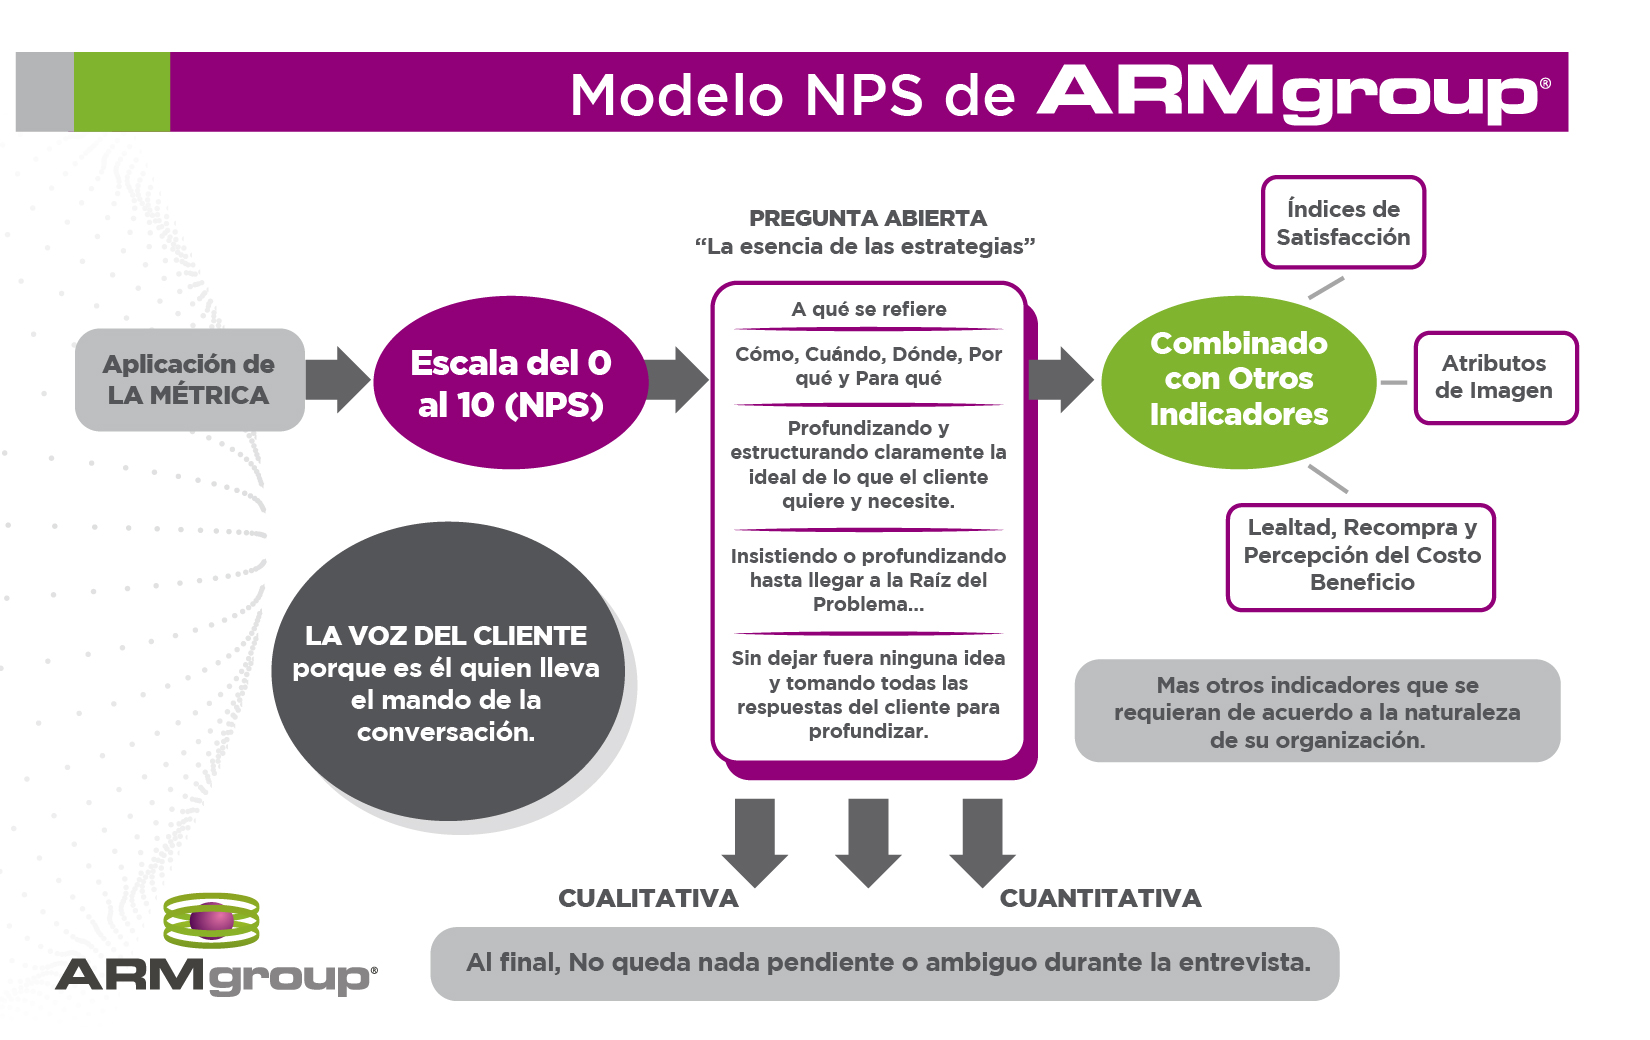 Modelo NPS de ARMgroup®
Aplicación de
LA MÉTRICA
Escala del 0
al 10 (NPS)
PREGUNTA ABIERTA
“La esencia de las estrategias”
A qué se refiere
Cómo, Cuándo, Dónde, Por
qué y Para qué
Profundizando y
estructurando claramente la
ideal de lo que el cliente
quiere y necesite.
Insistiendo o profundizando
hasta llegar a la Raíz del
Problema...
Sin dejar fuera ninguna idea
y tomando todas las
respuestas del cliente para
profundizar.
Combinado
con Otros
Indicadores
Índices de
Satisfacción
Atributos
de Imagen
Lealtad, Recompra y
Percepción del Costo
Beneficio
LA VOZ DEL CLIENTE
porque es él quien lleva
el mando de la
conversación.
Mas otros indicadores que se
requieran de acuerdo a la naturaleza
de su organización.
CUALITATIVA
CUANTITATIVA
Al final, No queda nada pendiente o ambiguo durante la entrevista.
ARMgroup®